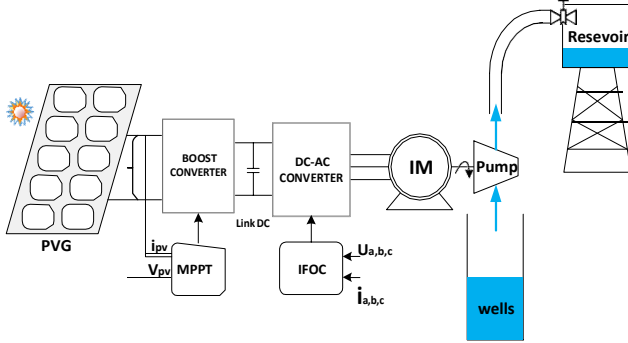 Resevoir
BOOST
CONVERTER
DC-AC
CONVERTER
IM
Pump
Link DC
PVG
ipv
Vpv
MPPT
IFOC
Ua,b,c
ia,b,c
wells